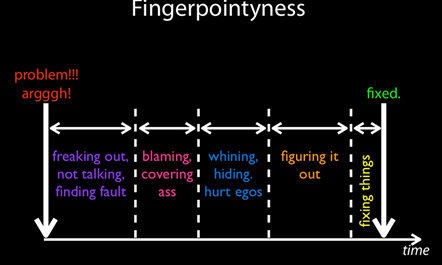 Fingerpointyness
problem!!!
argggh!
fixed.
freaking out,
not talking,
finding fault
blaming,
covering
ass
whining,
hiding.
hurt egos
figuring it
out
fixing things
time